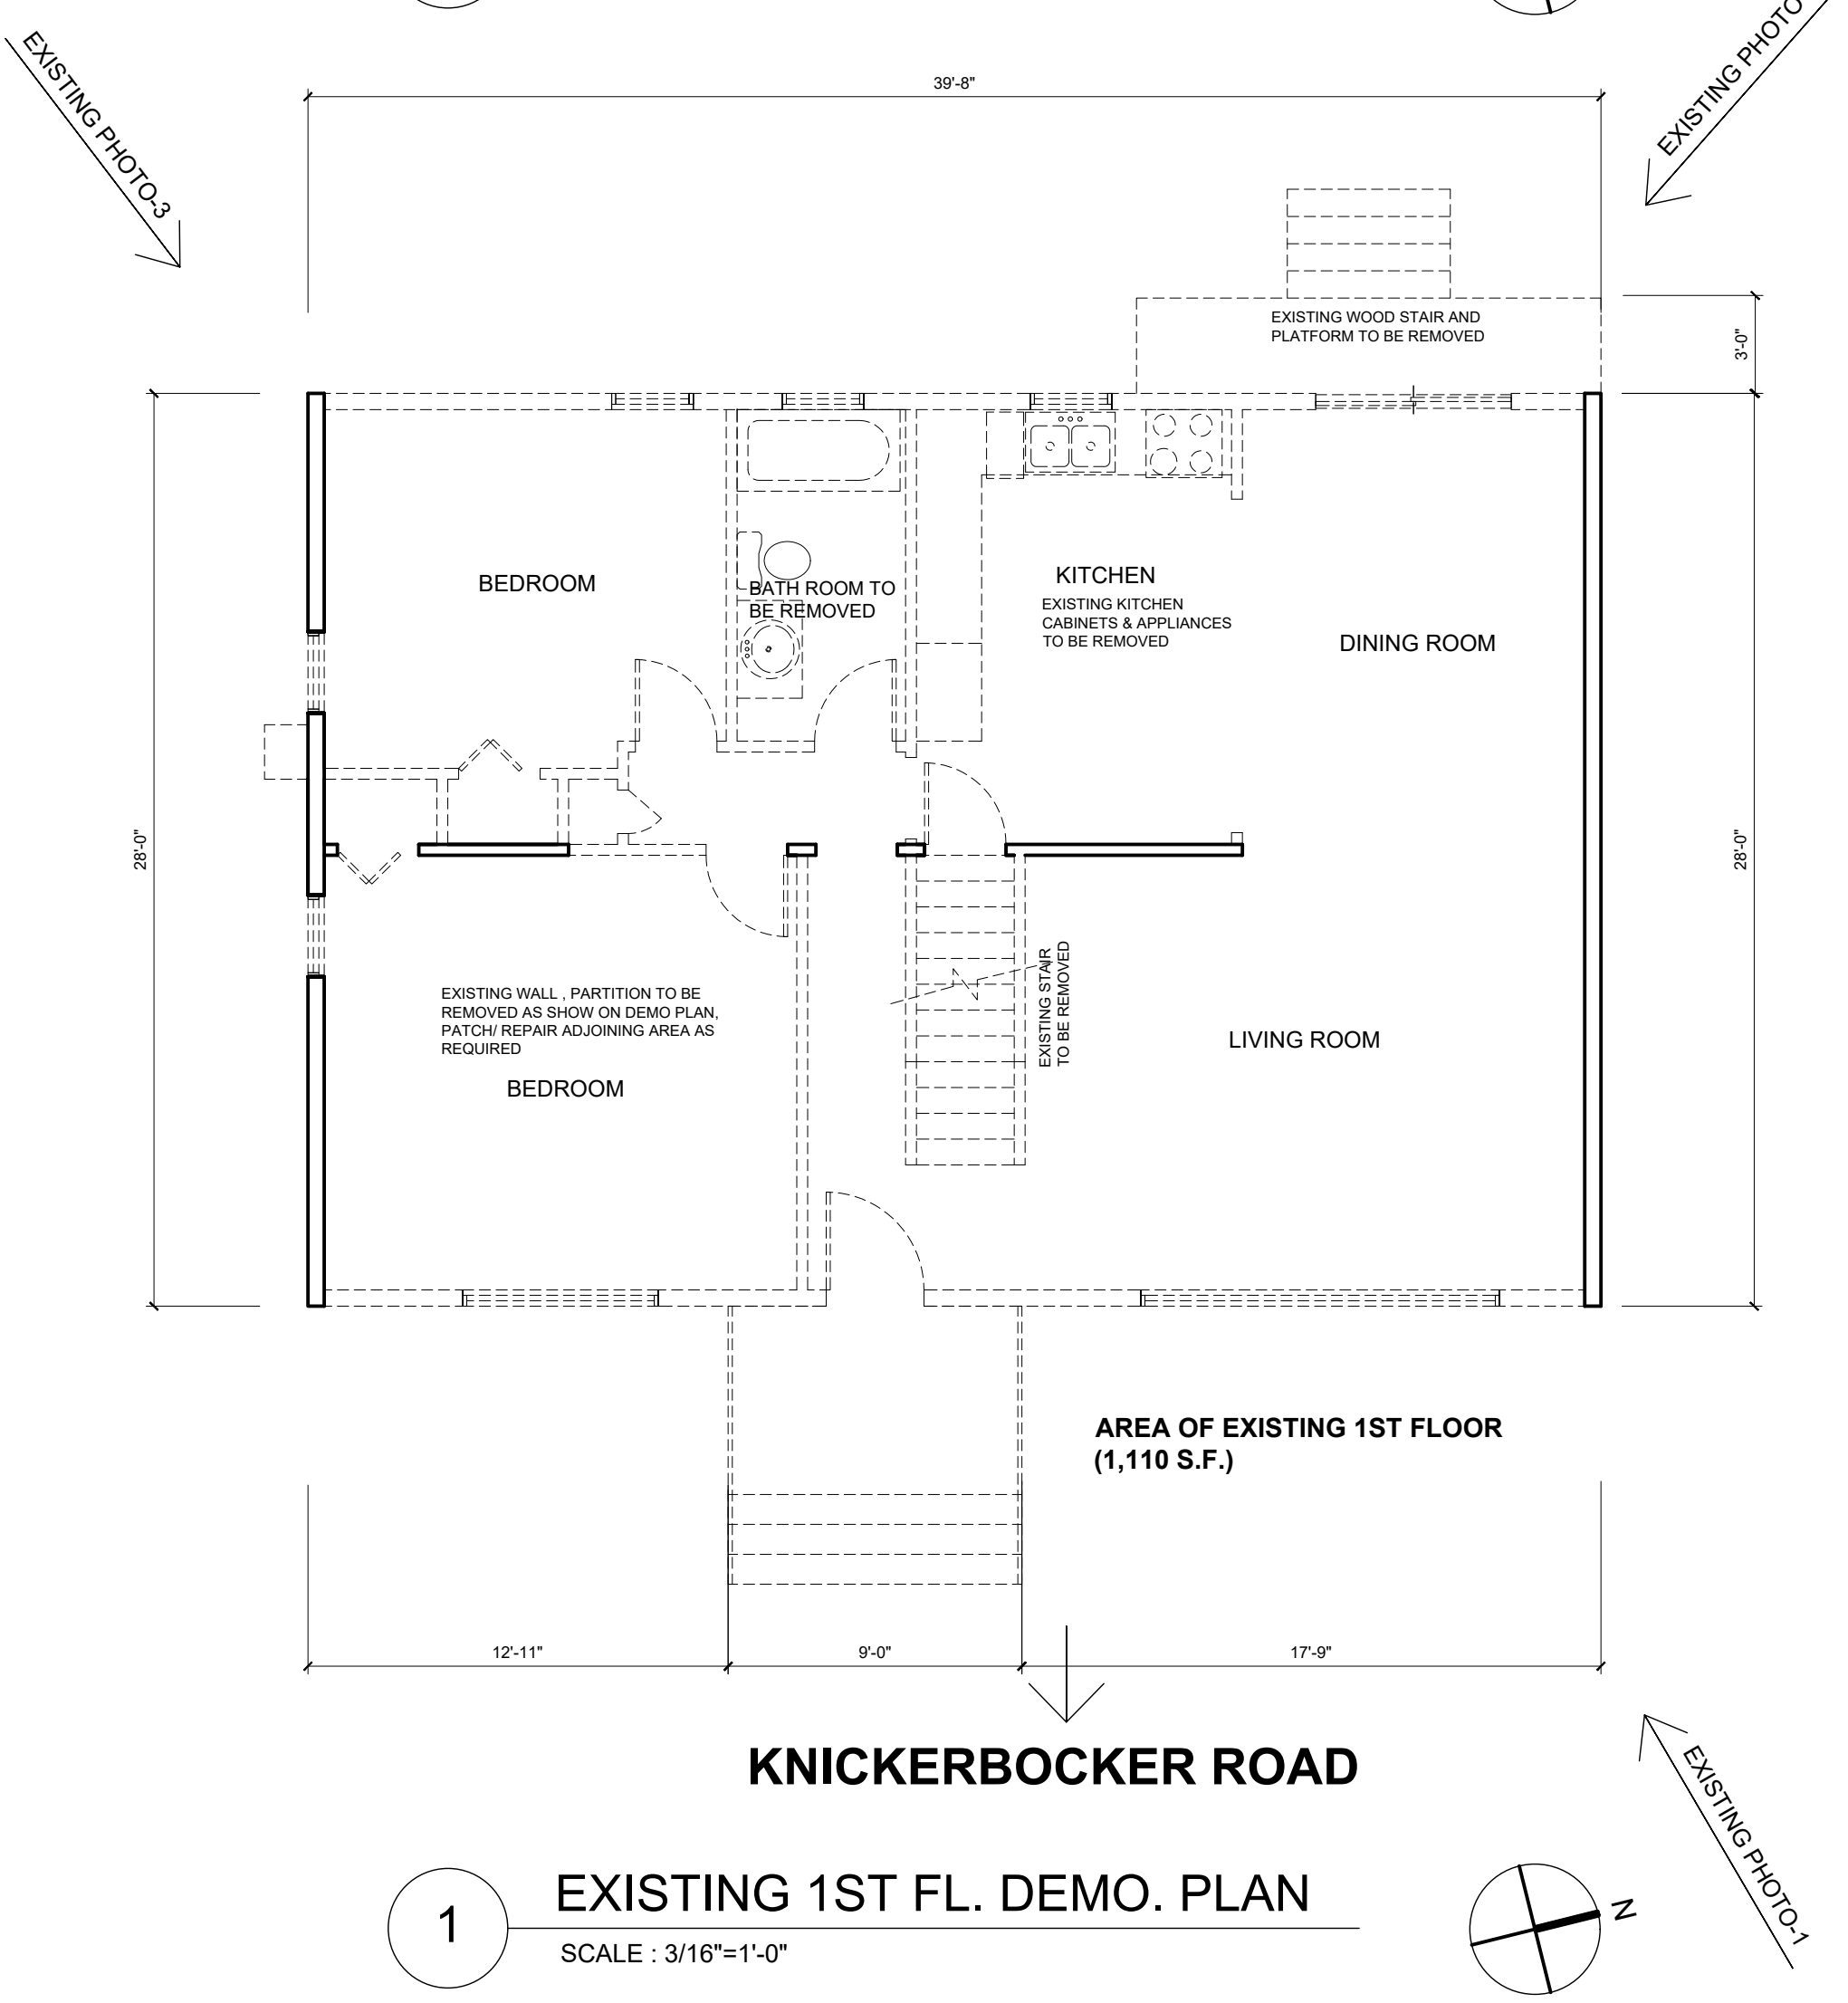 EXISTING PHOTO-3
EXISTING PHOTO
39'-8"
EXISTING WOOD STAIR AND
PLATFORM TO BE REMOVED
3'-0"
BEDROOM
BATH ROOM TO
BE REMOVED
KITCHEN
EXISTING KITCHEN
CABINETS & APPLIANCES
TO BE REMOVED
DINING ROOM
28'-0"
28'-0"
EXISTING WALL , PARTITION TO BE
REMOVED AS SHOW ON DEMO PLAN,
PATCH/ REPAIR ADJOINING AREA AS
REQUIRED
BEDROOM
EXISTING STAIR
TO BE REMOVED
LIVING ROOM
AREA OF EXISTING 1ST FLOOR
(1,110 S.F.)
12'-11"
9'-0"
17'-9"
KNICKERBOCKER ROAD
EXISTING PHOTO-1
1
EXISTING 1ST FL. DEMO. PLAN
SCALE : 3/16"=1'-0"
N